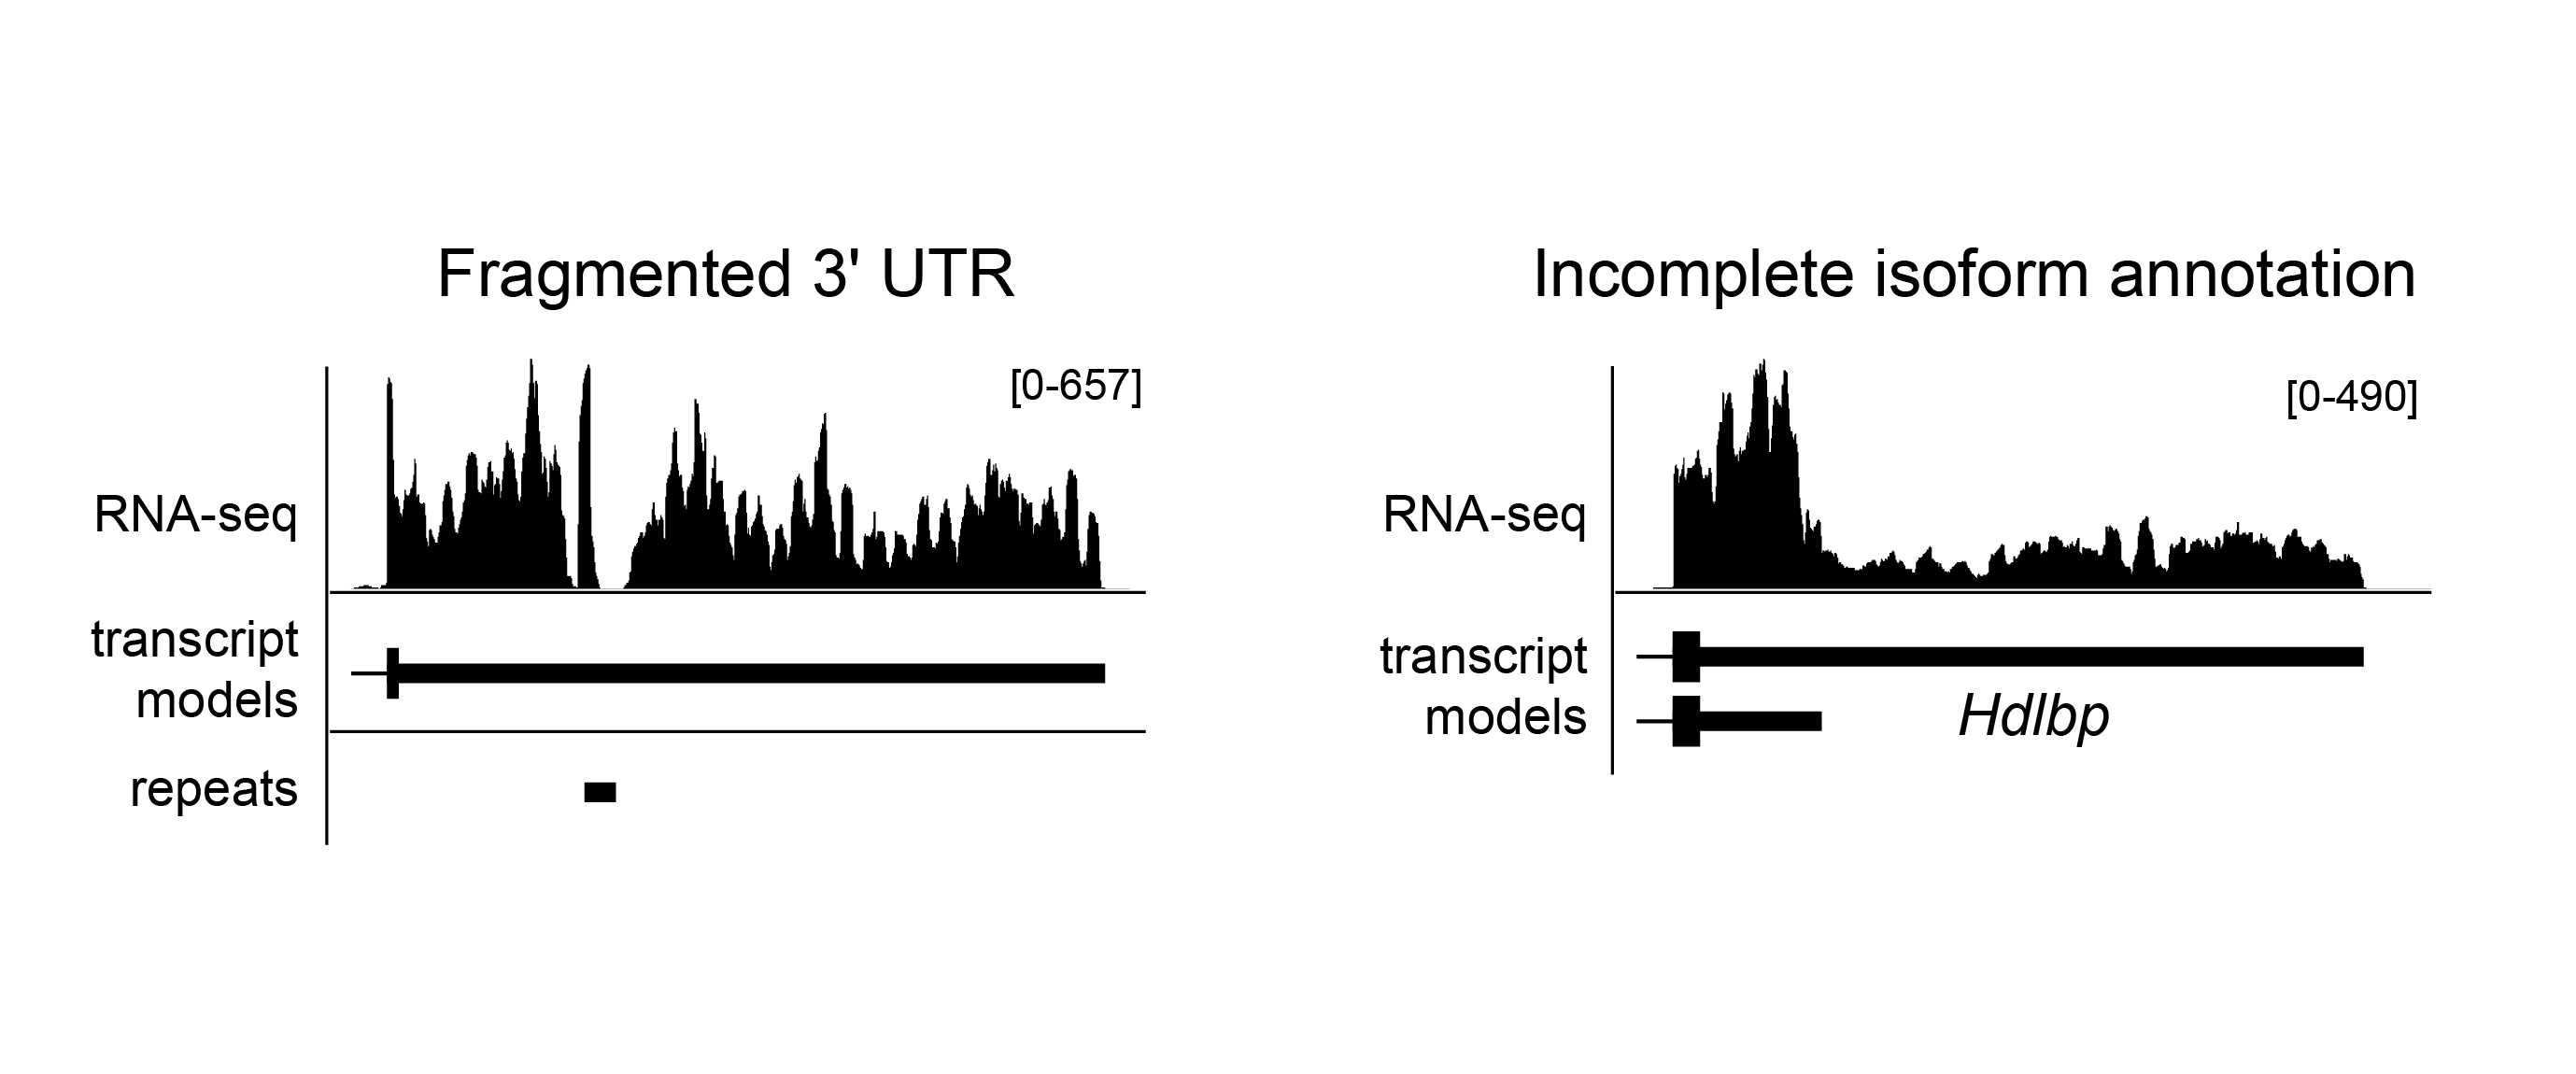 Fragmented 3' UTR
[0-657]
RNA-seq
transcript
models
repeats
Incomplete isoform annotation
[0-490]
RNA-seq
transcript
models
Hdlbp